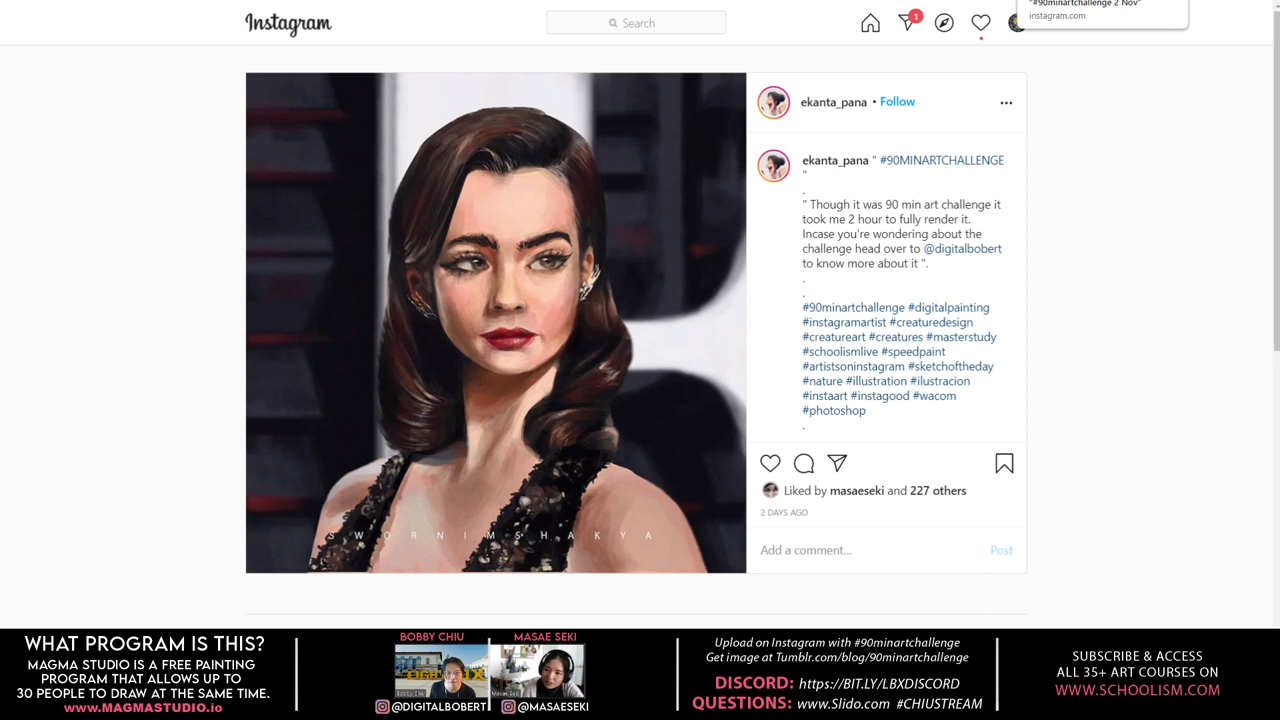 "#90minartchallenge 2 Nov"
instagram.com
Instagram
Search
1
ekanta_pana • Follow
ekanta_pana " #90MINARTCHALLENGE
"
.
" Though it was 90 min art challenge it
took me 2 hour to fully render it.
Incase you're wondering about the
challenge head over to @digitalbobert
to know more about it ".
.
.
#90minartchallenge #digitalpainting
#instagramartist #creaturedesign
#creatureart #creatures #masterstudy
#schoolismlive #speedpaint
#artistsoninstagram #sketchoftheday
#nature #illustration #ilustracion
#instaart #instagood #wacom
#photoshop
.
Liked by masaeseki and 227 others
2 DAYS AGO
Add a comment... Post
SWORNIMSHAKYA
WHAT PROGRAM IS THIS?
MAGMA STUDIO IS A FREE PAINTING
PROGRAM THAT ALLOWS UP TO
30 PEOPLE TO DRAW AT THE SAME TIME.
www.MAGMASTUDIO.io
BOBBY CHIU
@DIGITALBOBERT
MASAE SEKI
@MASAESEKI
Upload on Instagram with #90minartchallenge
Get image at Tumblr.com/blog/90minartchallenge
DISCORD: https://BIT.LY/LBXDISCORD
QUESTIONS: www.Slido.com #CHIUSTREAM
SUBSCRIBE & ACCESS
ALL 35+ ART COURSES ON
WWW.SCHOOLISM.COM